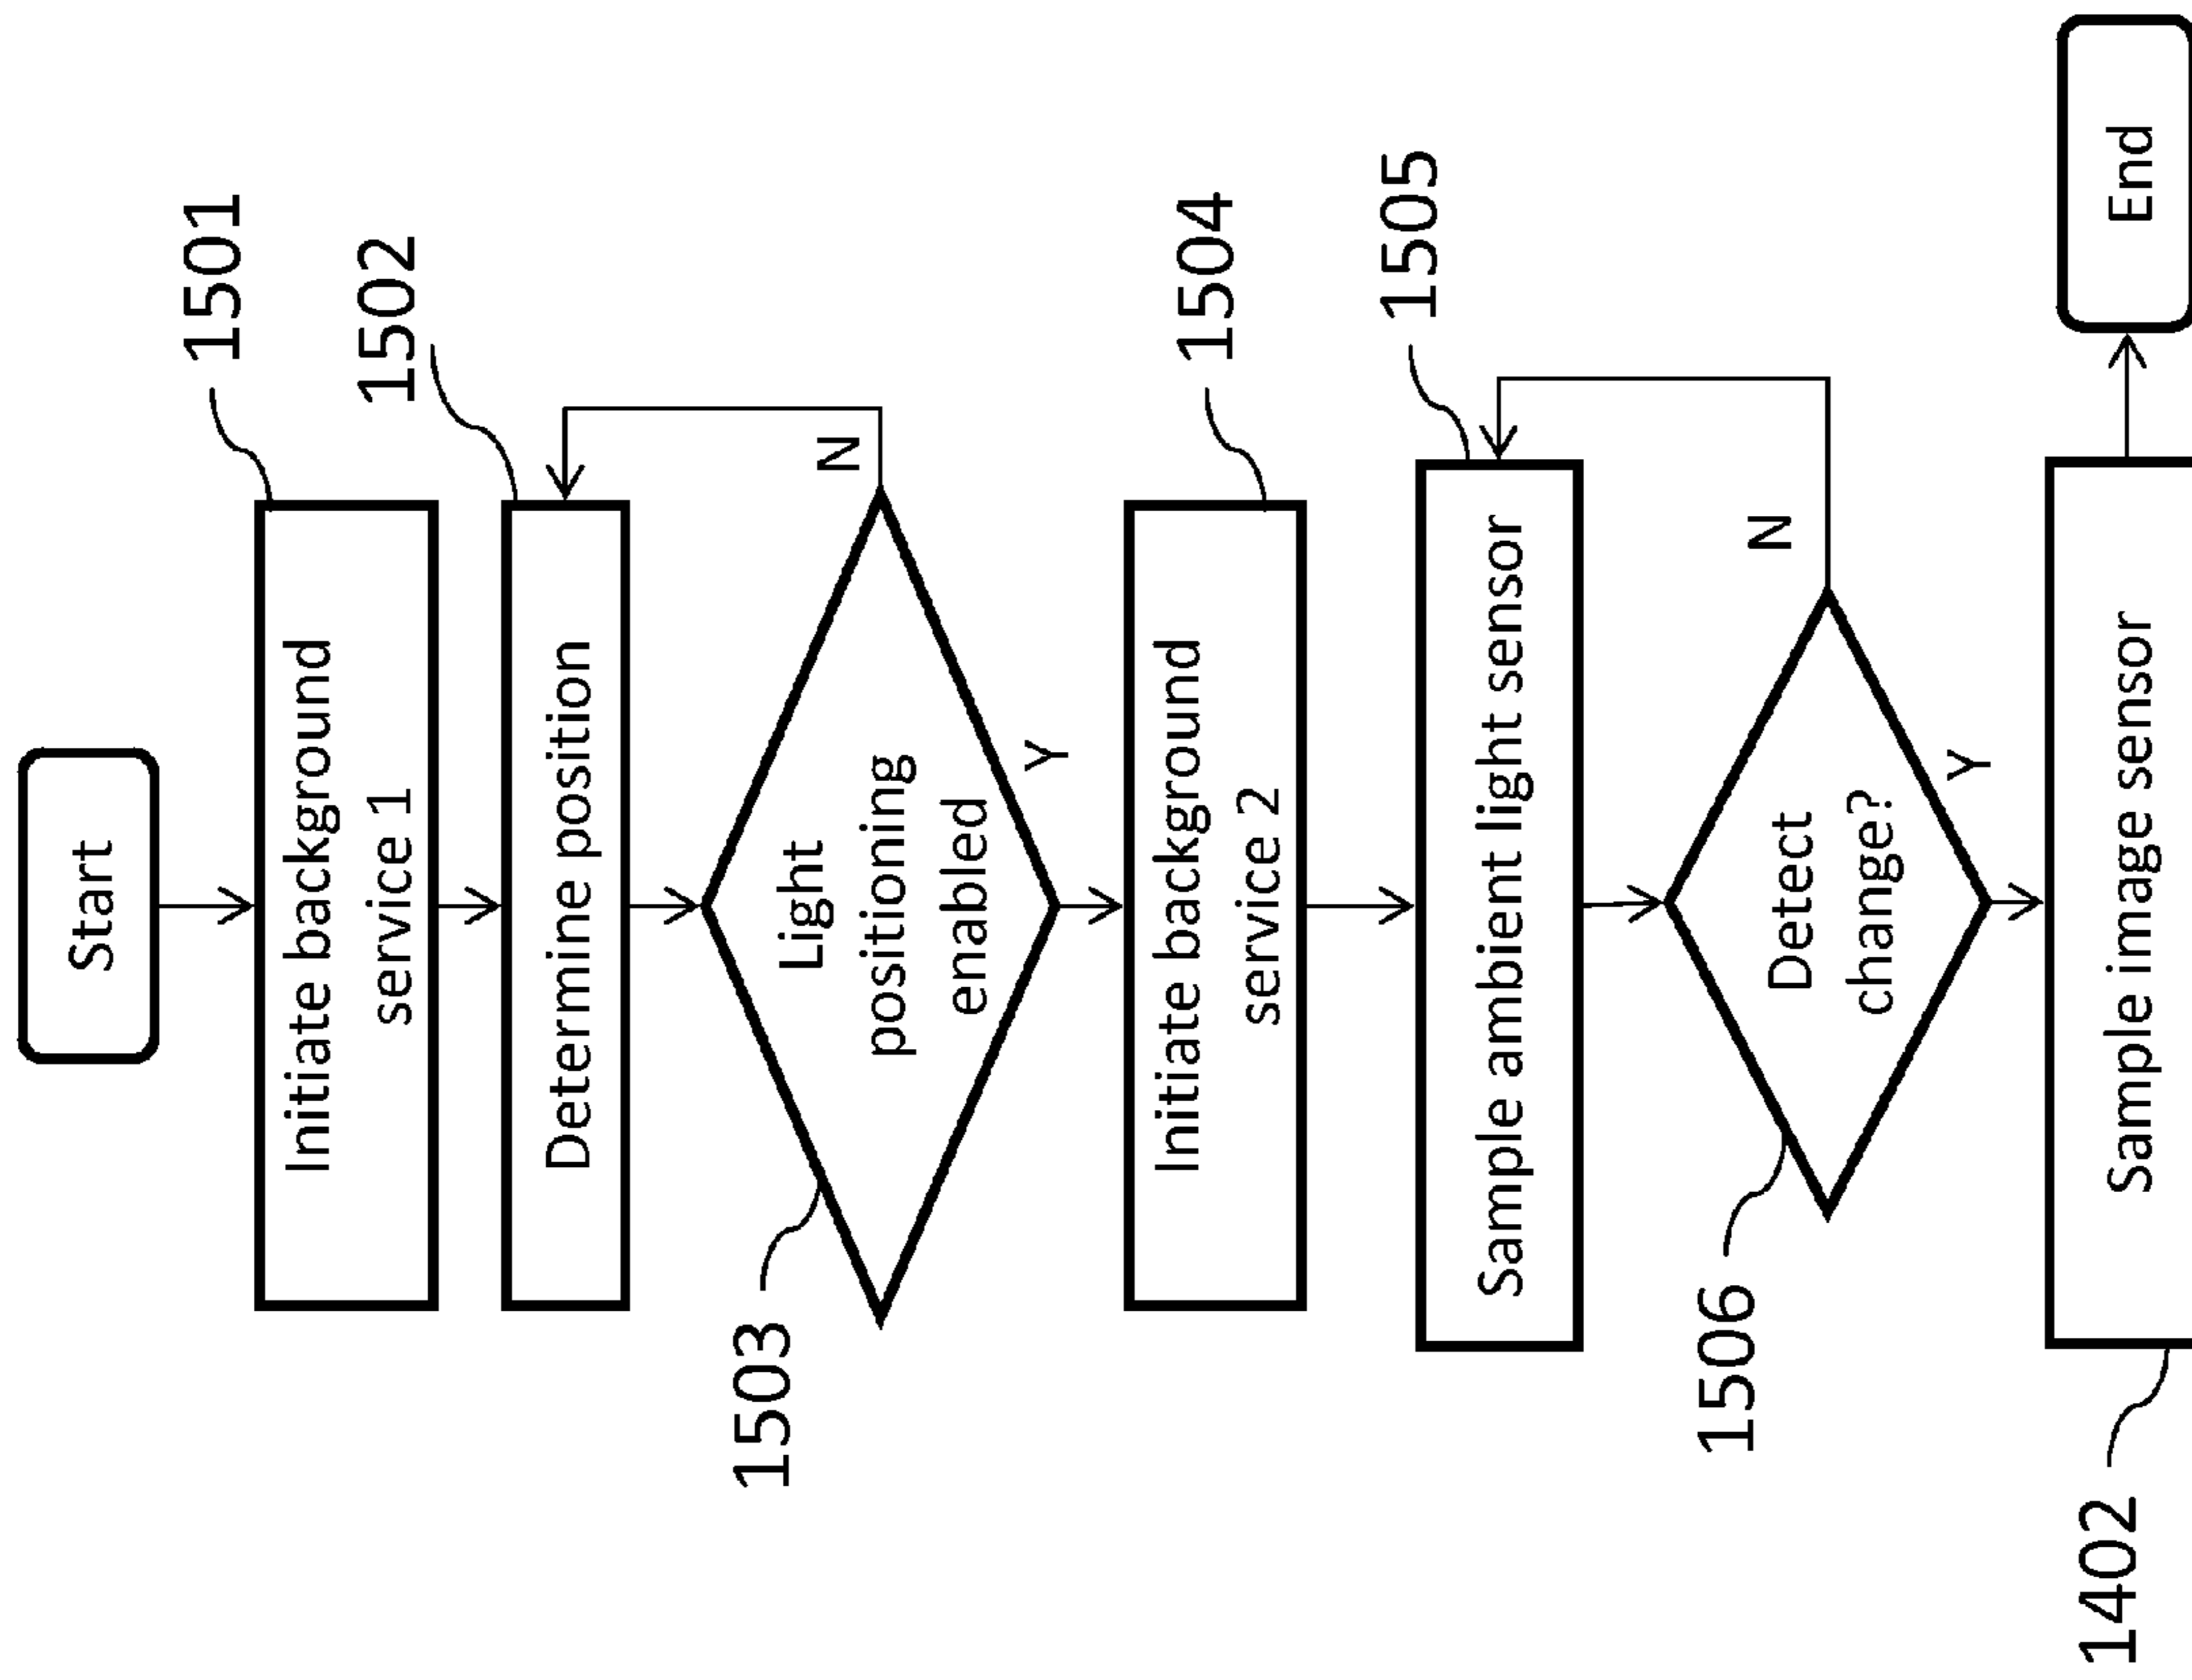 Start
1501
Initiate background
service 1
1502
Determine position
1503
Light
positioning
enabled
N
Y
1504
Initiate background
service 2
1505
Sample ambient light sensor
1506
Detect
change?
N
Y
1402
Sample image sensor
End